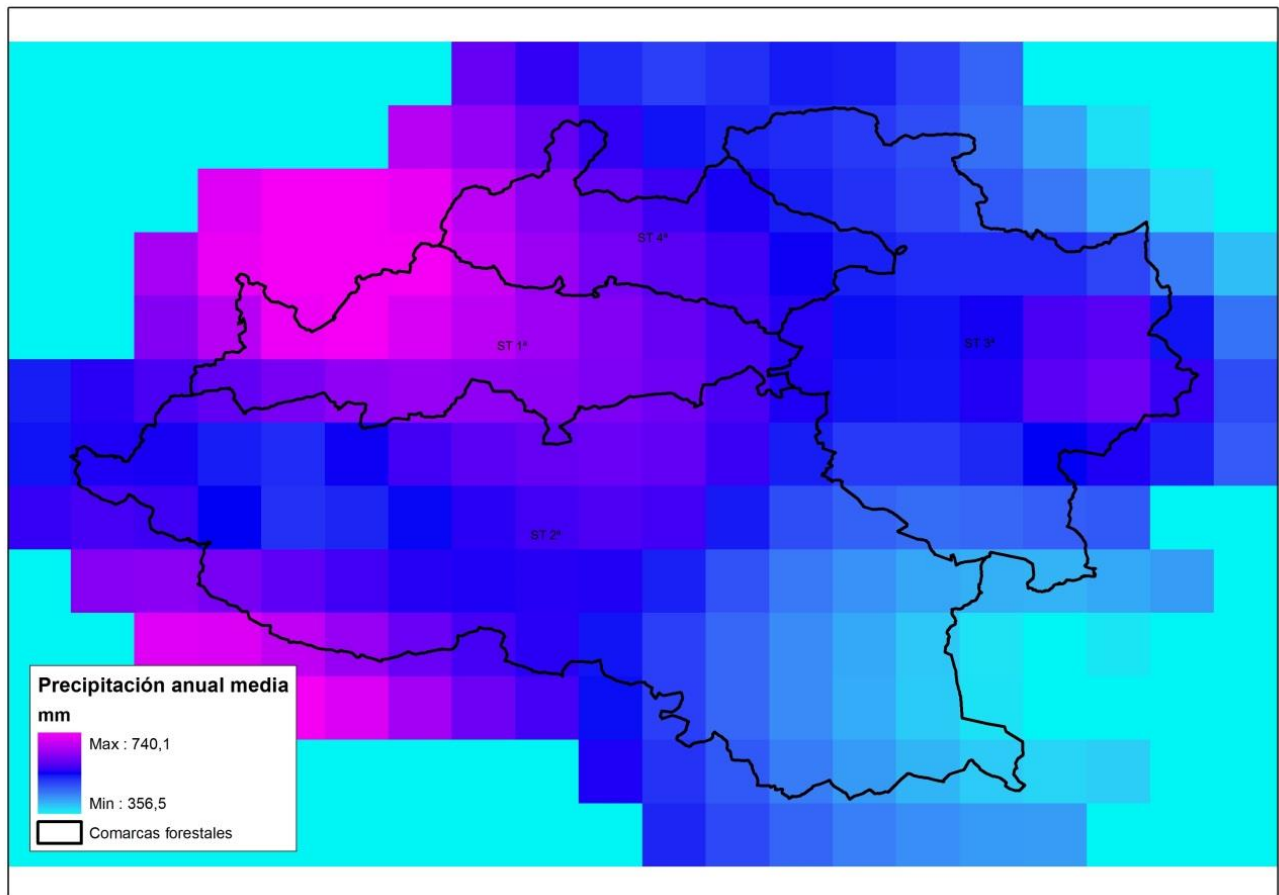 ST 4ª
ST 1ª
ST 3ª
ST 2ª
Precipitación anual media
mm
Max : 740,1
Min : 356,5
Comarcas forestales